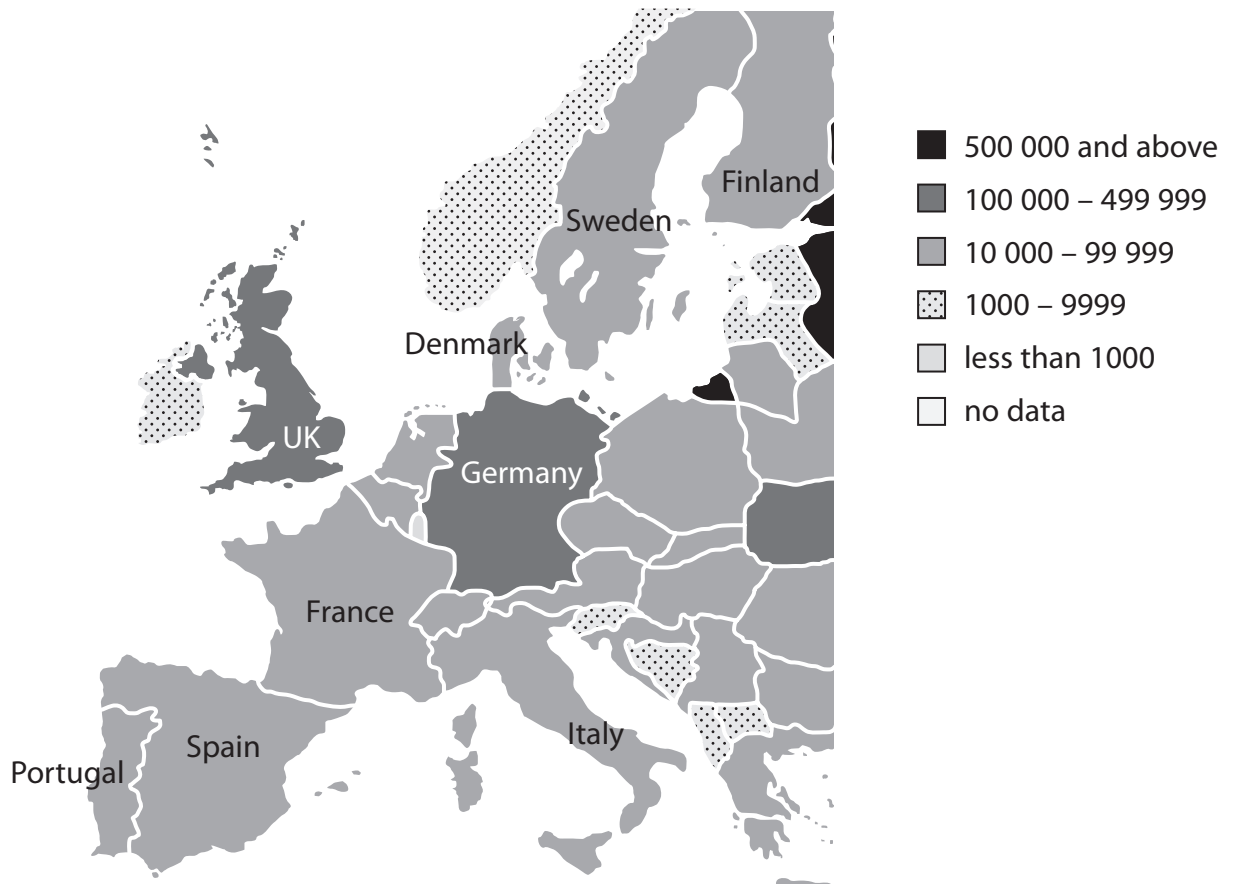 500 000 and above
100 000 – 499 999
10 000 – 99 999
1000 – 9999
less than 1000
no data
Finland
Sweden
Denmark
UK
Germany
France
Italy
Spain
Portugal